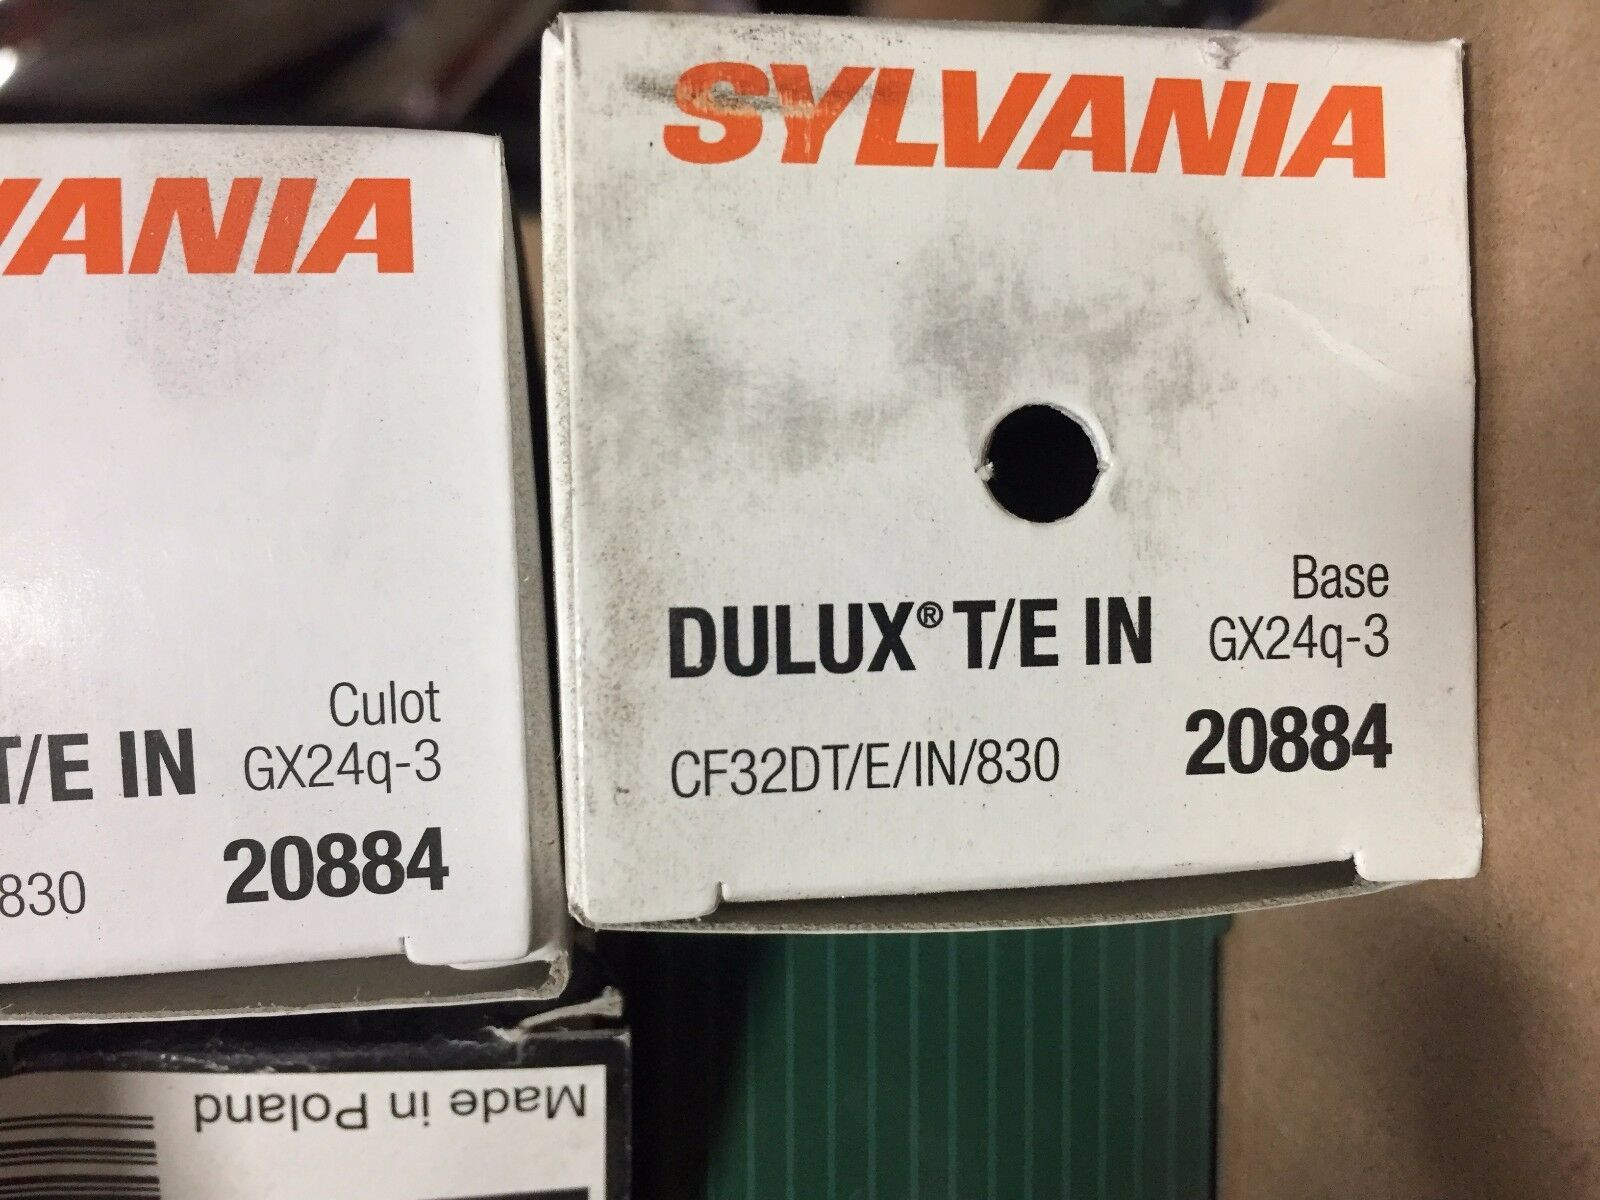 VANIA
T/E IN
Culot
GX24q-3
830
20884
SYLVANIA
DULUX® T/E IN
Base
GX24q-3
CF32DT/E/IN/830
20884
Made in Poland